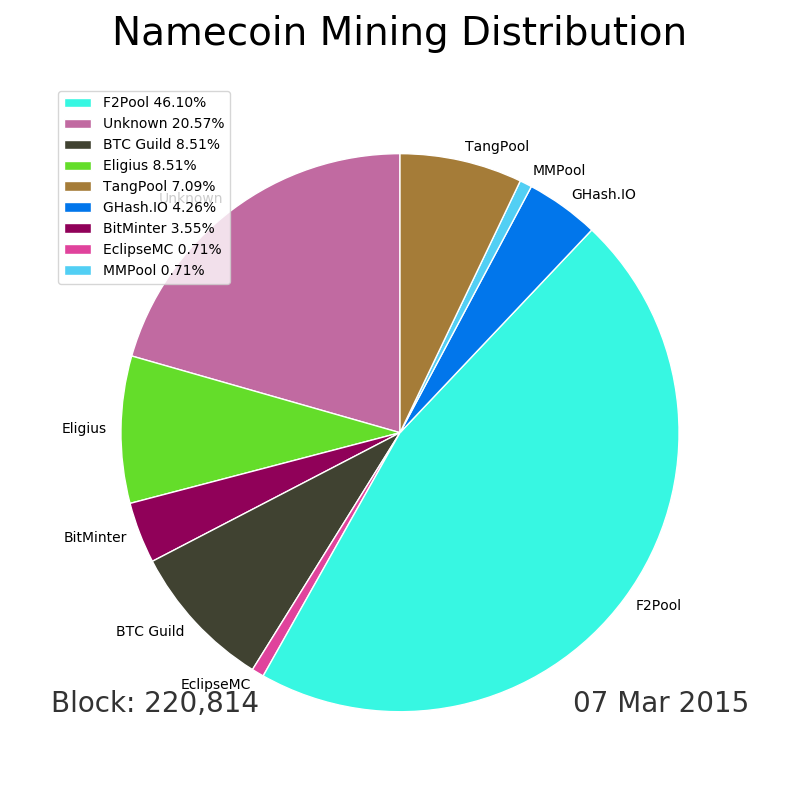 Namecoin Mining Distribution
F2Pool 46.10%
Unknown 20.57%
BTC Guild 8.51%
Eligius 8.51%
TangPool 7.09%
GHash.IO 4.26%
BitMinter 3.55%
EclipseMC 0.71%
MMPool 0.71%
Unknown
TangPool
MMPool
GHash.IO
Eligius
BitMinter
F2Pool
BTC Guild
EclipseMC
Block: 220,814
07 Mar 2015